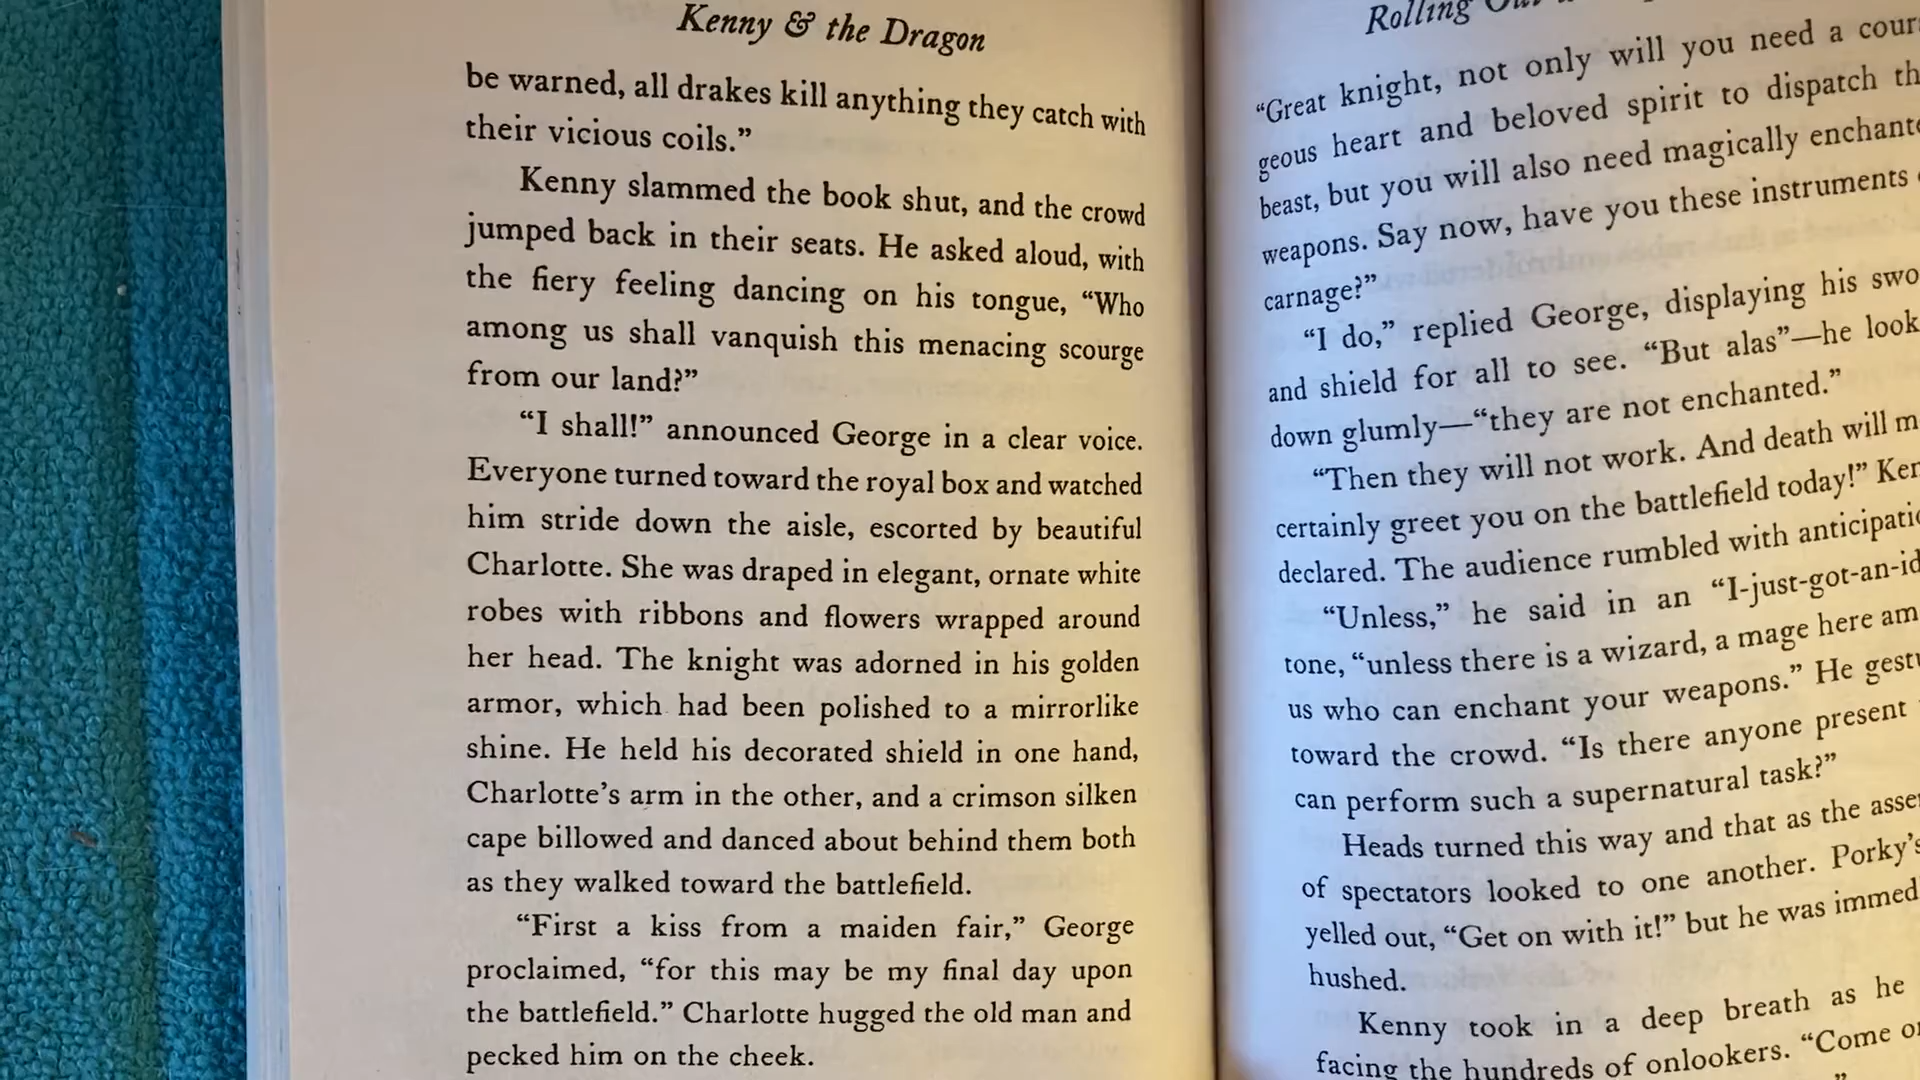 Kenny & the Dragon
be warned, all drakes kill anything they catch with
their vicious coils.”
Kenny slammed the book shut, and the crowd
jumped back in their seats. He asked aloud, with
the fiery feeling dancing on his tongue, “Who
among us shall vanquish this menacing scourge
from our land?”
“I shall!” announced George in a clear voice.
Everyone turned toward the royal box and watched
him stride down the aisle, escorted by beautiful
Charlotte. She was draped in elegant, ornate white
robes with ribbons and flowers wrapped around
her head. The knight was adorned in his golden
armor, which had been polished to a mirrorlike
shine. He held his decorated shield in one hand,
Charlotte’s arm in the other, and a crimson silken
cape billowed and danced about behind them both
as they walked toward the battlefield.
“First a kiss from a maiden fair,” George
proclaimed, “for this may be my final day upon
the battlefield.” Charlotte hugged the old man and
pecked him on the cheek.
Rolling
“Great knight, not only will you need a
geous heart and beloved spirit to dispatch
beast, but you will also need magically
weapons. Say now, have you these instruments
carnage?”
“I do,” replied George, displaying his
and shield for all to see. “But alas”—he
down glumly—“they are not enchanted.”
“Then they will not work. And death will
certainly greet you on the battlefield today!”
declared. The audience rumbled with
“Unless,” he said in an
tone, “unless there is a wizard, a mage here
us who can enchant your weapons.” He
toward the crowd. “Is there anyone present
can perform such a supernatural task?”
Heads turned this way and that as the
of spectators looked to one another. Porky’s
yelled out, “Get on with it!” but he was
hushed.
Kenny took in a deep breath as he
facing the hundreds of onlookers. “Come